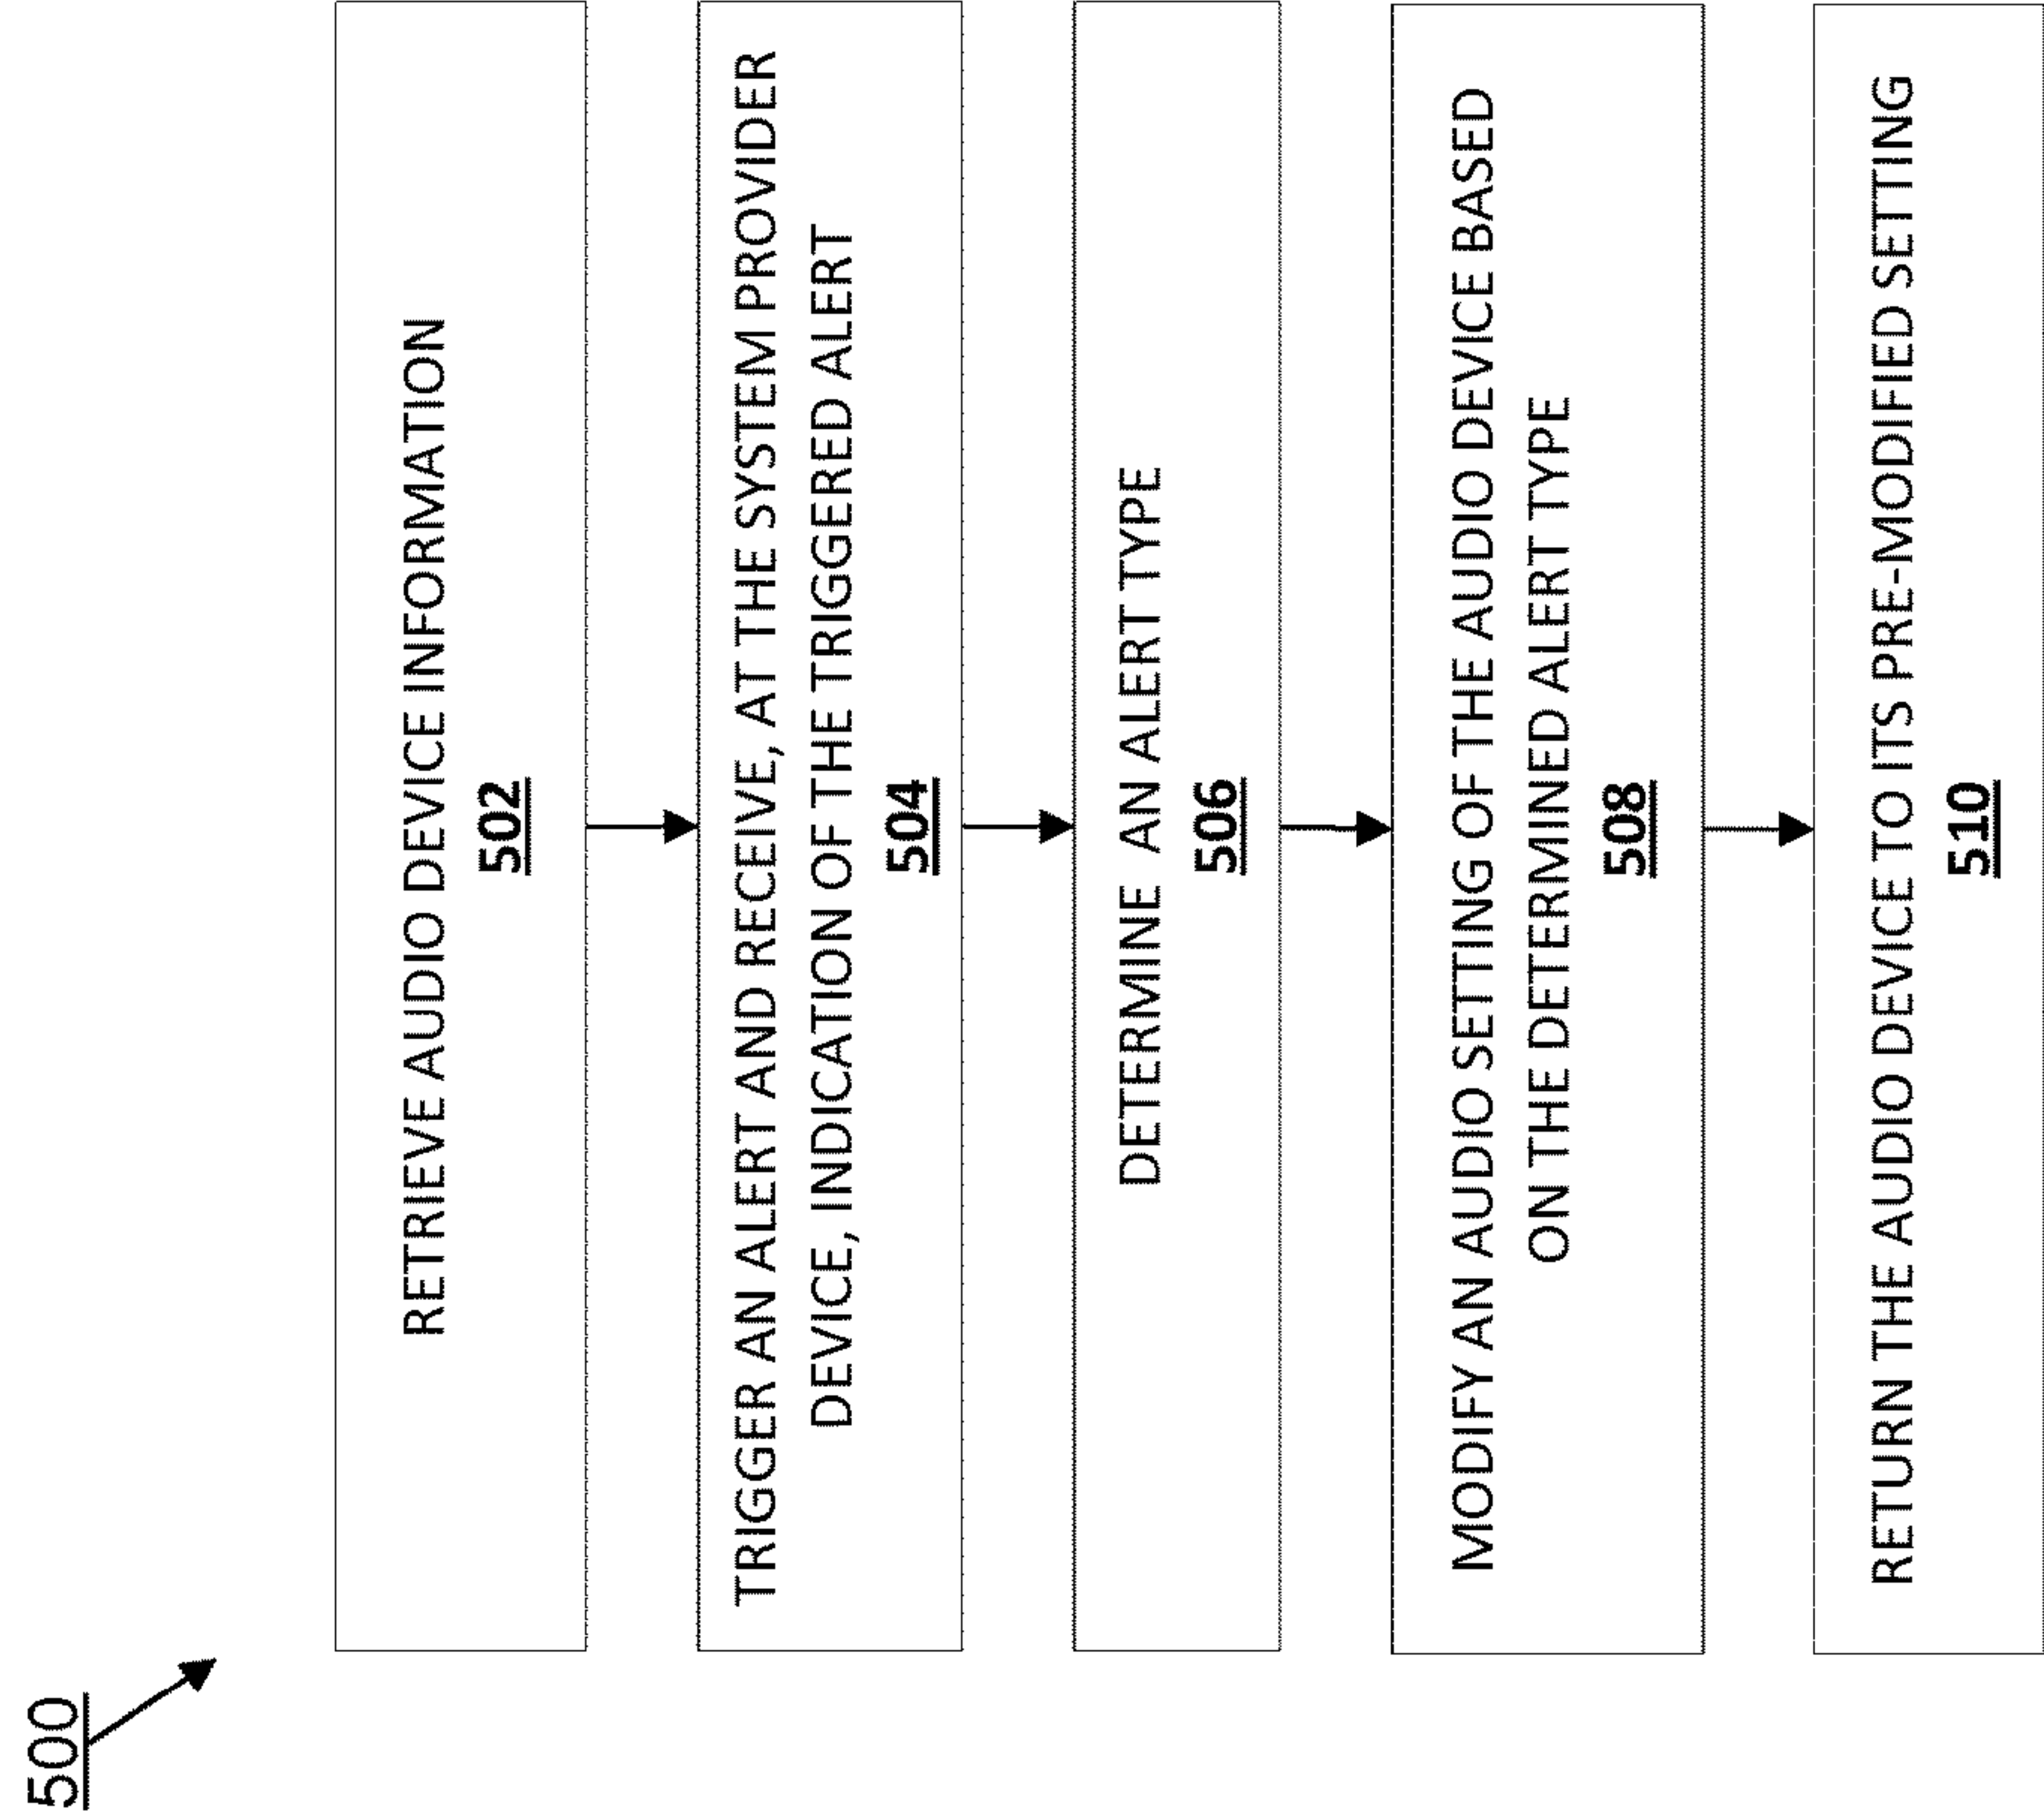 500
RETRIEVE AUDIO DEVICE INFORMATION
502
TRIGGER AN ALERT AND RECEIVE, AT THE SYSTEM PROVIDER
DEVICE, INDICATION OF THE TRIGGERED ALERT
504
DETERMINE AN ALERT TYPE
506
MODIFY AN AUDIO SETTING OF THE AUDIO DEVICE BASED
ON THE DETERMINED ALERT TYPE
508
RETURN THE AUDIO DEVICE TO ITS PRE-MODIFIED SETTING
510